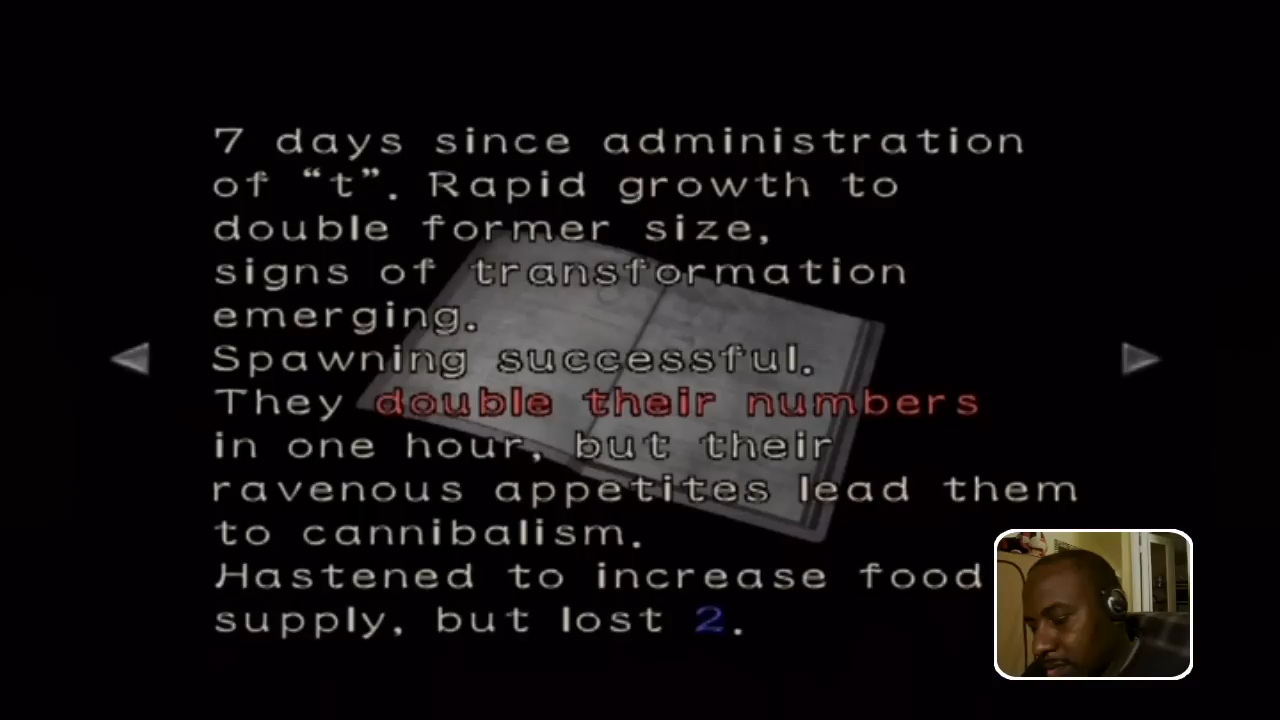 7 days since administration
of “t”. Rapid growth to
double former size,
signs of transformation
emerging.
Spawning successful.
They double their numbers
in one hour, but their
ravenous appetites lead them
to cannibalism.
Hastened to increase food
supply, but lost 2.